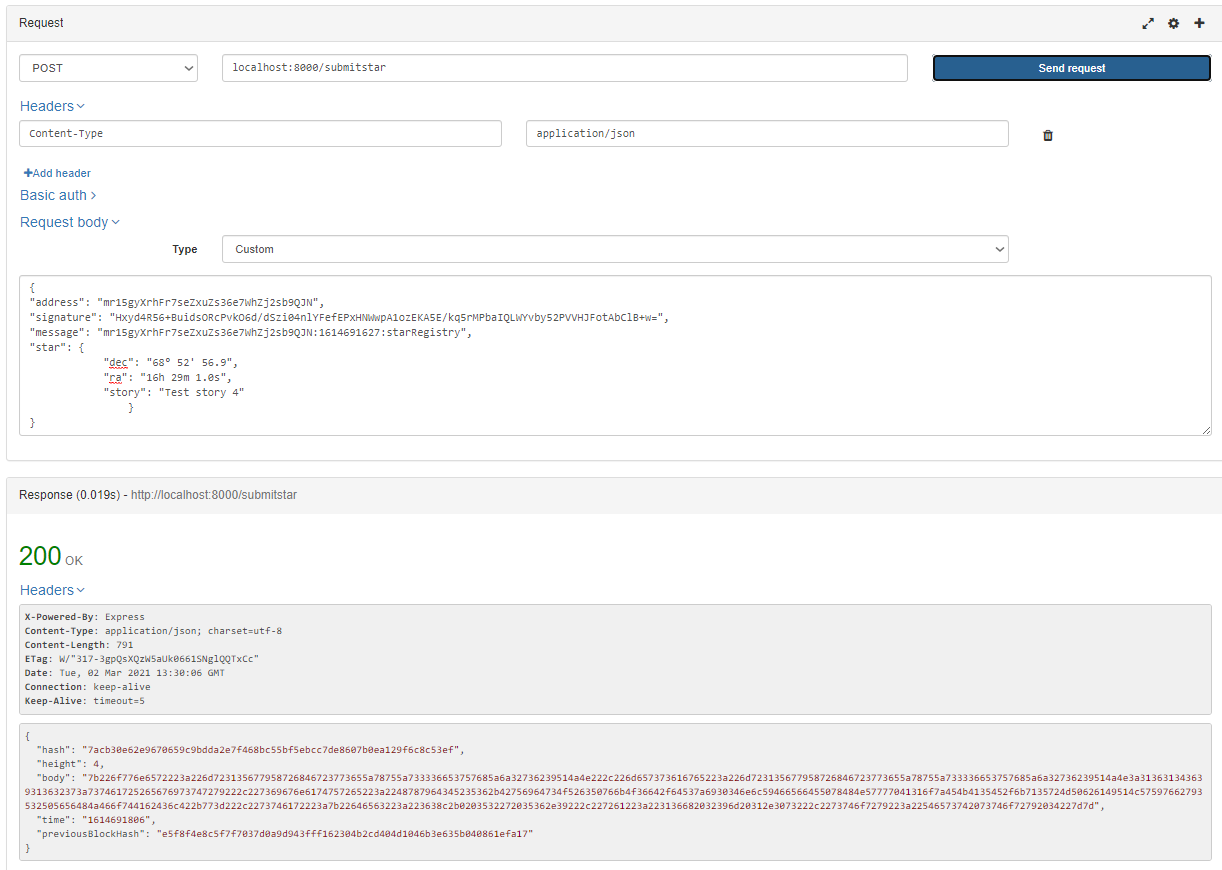 Request
POST
localhost:8000/submitstar
Send request
Headers
Content-Type
application/json
Add header
Basic auth
Request body
Type
Custom
{
"address": "mr15gyXrhFr7seZxuZs36e7WhZj2sb9QJN",
"signature": "Hxyd4R56+BuidsORcPvkO6d/dSzi04nlYFefEPxHNWwpA1ozEKA5E/kq5rMPbaIQLWYvby52PVVHJFotAbClB+w=",
"message": "mr15gyXrhFr7seZxuZs36e7WhZj2sb9QJN:1614691627:starRegistry",
"star": {
"dec": "68° 52' 56.9",
"ra": "16h 29m 1.0s",
"story": "Test story 4"
}
}
Response (0.019s) - http://localhost:8000/submitstar
200 OK
Headers
X-Powered-By: Express
Content-Type: application/json; charset=utf-8
Content-Length: 791
ETag: W/"317-3gpQsXQzW5aUk0661SNglQQTxCc"
Date: Tue, 02 Mar 2021 13:30:06 GMT
Connection: keep-alive
Keep-Alive: timeout=5
{
"hash": "7acb30e62e9670659c9bdda2e7f468bc55bf5ebcc7de8607b0ea129f6c8c53ef",
"height": 4,
"body":
"time": "1614691806",
"previousBlockHash": "e5f8f4e8c5f7f7037d0a9d943fff162304b2cd404d1046b3e635b040861efa17"
}